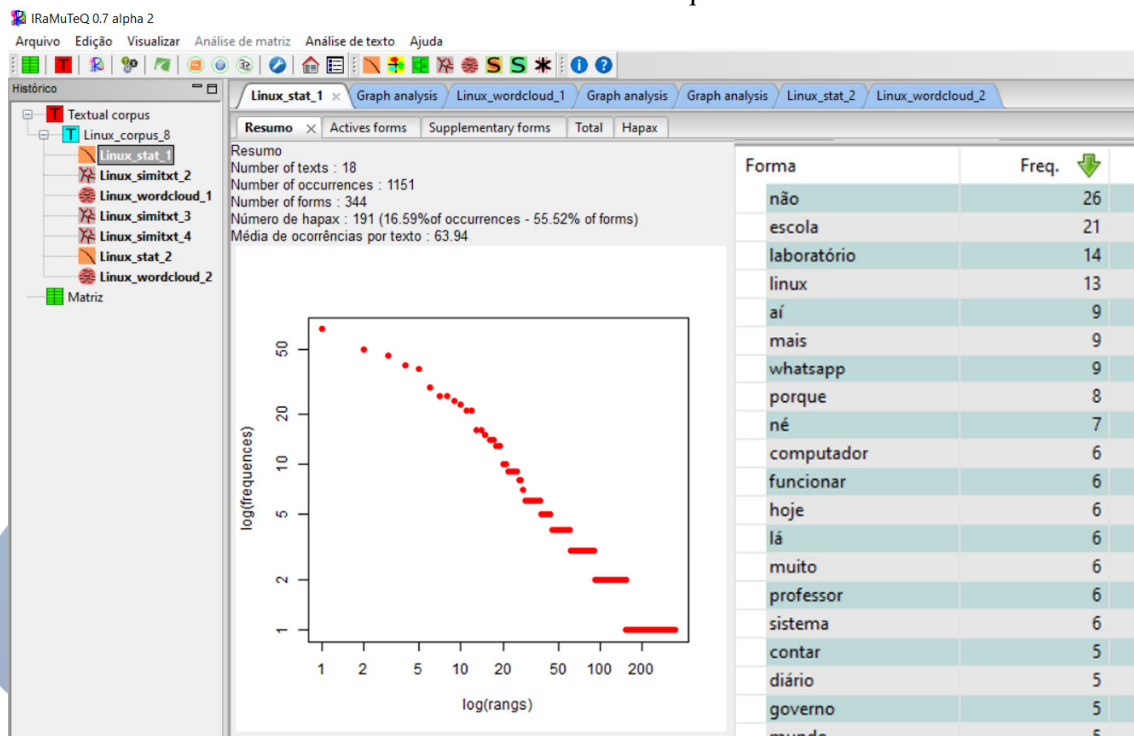 IRaMuTeQ 0.7 alpha 2
Arquivo Edição Visualizar Análise de matriz Análise de texto Ajuda
Histórico
Textual corpus
Linux_corpus_8
Linux_stat_1
Linux_simitxt_2
Linux_wordcloud_1
Linux_simitxt_3
Linux_simitxt_4
Linux_stat_2
Linux_wordcloud_2
Matriz
Linux_stat_1 Graph analysis Linux_wordcloud_1 Graph analysis Graph analysis Linux_stat_2 Linux_wordcloud_2
Resumo Actives forms Supplementary forms Total Hapax
Resumo
Number of texts : 18
Number of occurrences : 1151
Number of forms : 344
Número de hapax : 191 (16.59%of occurrences - 55.52% of forms)
Média de ocorrências por texto : 63.94
log(frequences)
50
20
10
5
2
1
1 2 5 10 20 50 100 200
log(rangs)
Forma Freq.
não 26
escola 21
laboratório 14
linux 13
aí 9
mais 9
whatsapp 9
porque 8
né 7
computador 6
funcionar 6
hoje 6
lá 6
muito 6
professor 6
sistema 6
contar 5
diário 5
governo 5
mundo 5